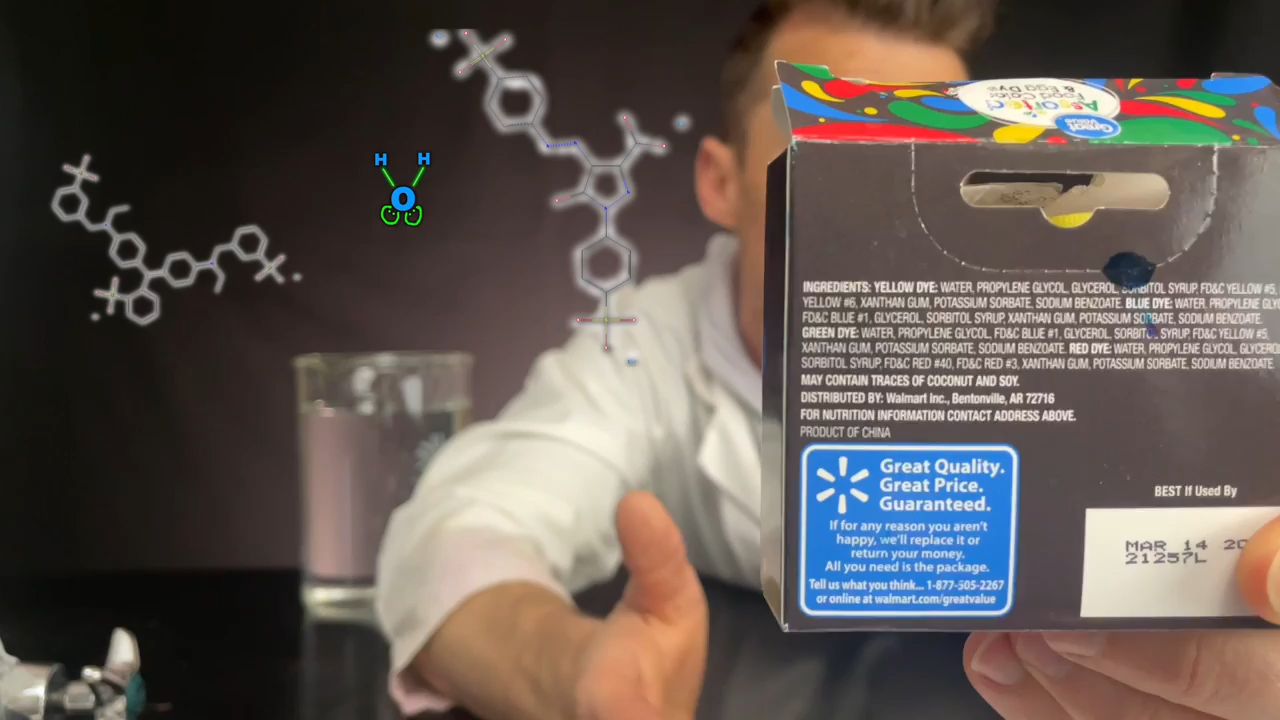 H H
O
Assorted
Food Color
& Egg Dye
Great
Value
INGREDIENTS: YELLOW DYE: WATER, PROPYLENE GLYCOL, GLYCEROL, SORBITOL SYRUP, FD&C YELLOW #5,
YELLOW #6, XANTHAN GUM, POTASSIUM SORBATE, SODIUM BENZOATE. BLUE DYE: WATER, PROPYLENE
FD&C BLUE #1, GLYCEROL, SORBITOL SYRUP, XANTHAN GUM, POTASSIUM SORBATE, SODIUM BENZOATE.
GREEN DYE: WATER, PROPYLENE GLYCOL, FD&C BLUE #1, GLYCEROL, SORBITOL SYRUP, FD&C YELLOW #5,
XANTHAN GUM, POTASSIUM SORBATE, SODIUM BENZOATE. RED DYE: WATER, PROPYLENE GLYCOL,
SORBITOL SYRUP, FD&C RED #40, FD&C RED #3, XANTHAN GUM, POTASSIUM SORBATE, SODIUM BENZOATE.
MAY CONTAIN TRACES OF COCONUT AND SOY.
DISTRIBUTED BY: Walmart Inc., Bentonville, AR 72716
FOR NUTRITION INFORMATION CONTACT ADDRESS ABOVE.
PRODUCT OF CHINA
Great Quality.
Great Price.
Guaranteed.
If for any reason you aren't
happy, we'll replace it or
return your money.
All you need is the package.
Tell us what you think... 1-877-505-2267
or online at walmart.com/greatvalue
BEST If Used By
MAR 14
21257L